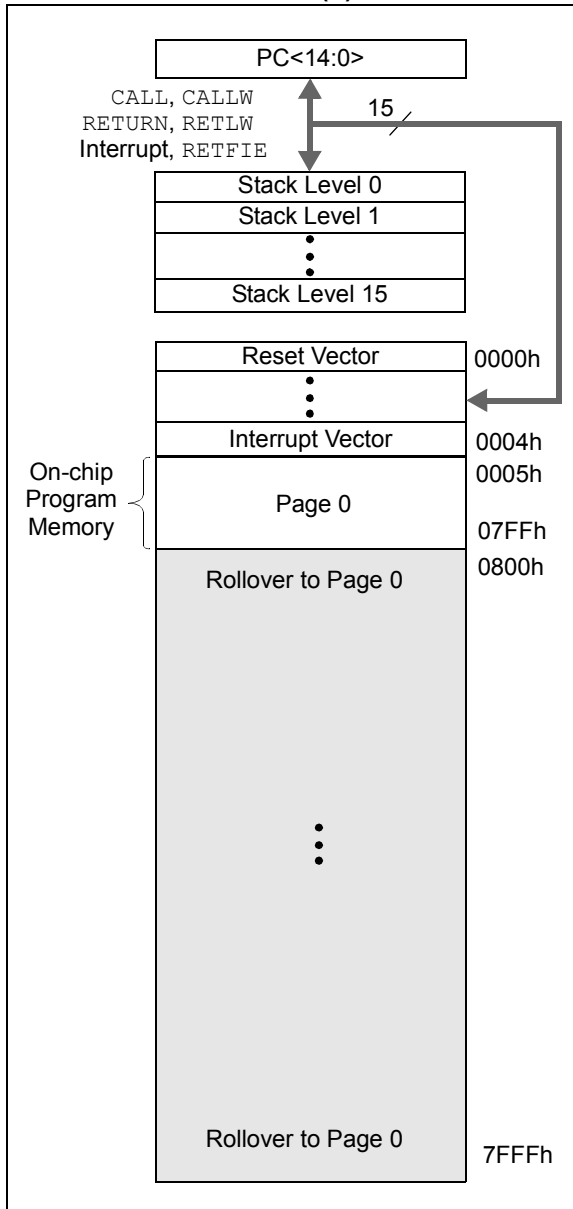 PC<14:0>
CALL, CALLW
RETURN, RETLW
Interrupt, RETFIE
15
Stack Level 0
Stack Level 1
Stack Level 15
Reset Vector
0000h
Interrupt Vector
0004h
On-chip
Program
Memory
Page 0
0005h
07FFh
Rollover to Page 0
0800h
Rollover to Page 0
7FFFh